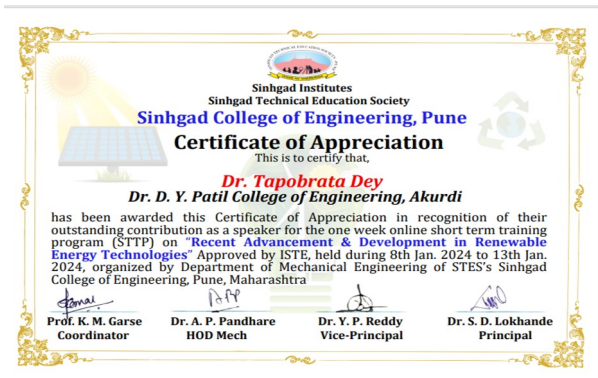 Sinhgad Institutes
Sinhgad Technical Education Society
Sinhgad College of Engineering, Pune
Certificate of Appreciation
This is to certify that,
Dr. Tapobrata Dey
Dr. D. Y. Patil College of Engineering, Akurdi
has been awarded this Certificate of Appreciation in recognition of their
outstanding contribution as a speaker for the one week online short term training
program (STTP) on “Recent Advancement & Development in Renewable
Energy Technologies” Approved by ISTE, held during 8th Jan. 2024 to 13th Jan.
2024, organized by Department of Mechanical Engineering of STES's Sinhgad
College of Engineering, Pune, Maharashtra
Prof. K. M. Garse Dr. A. P. Pandhare Dr. Y. P. Reddy Dr. S. D. Lokhande
Coordinator HOD Mech Vice-Principal Principal